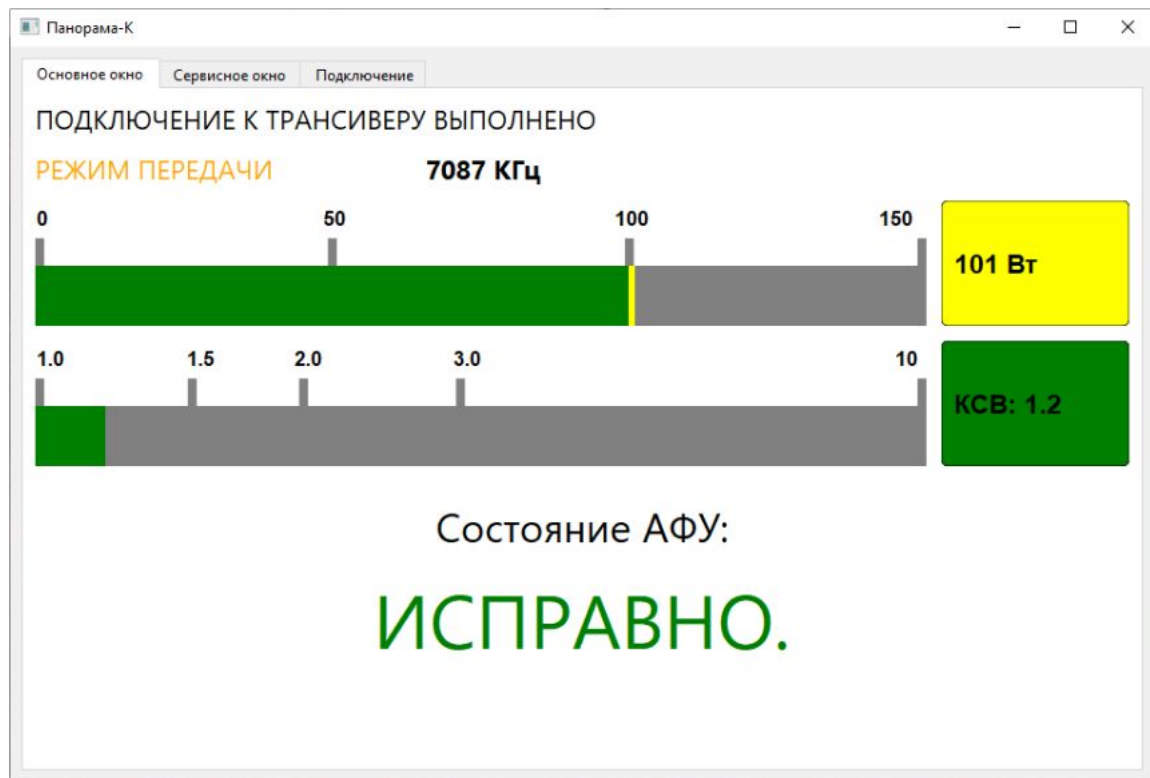 Панорама-К
Основное окно Сервисное окно Подключение
ПОДКЛЮЧЕНИЕ К ТРАНСИВЕРУ ВЫПОЛНЕНО
РЕЖИМ ПЕРЕДАЧИ 7087 КГц
0 50 100 150
101 Вт
1.0 1.5 2.0 3.0 10
КСВ: 1.2
Состояние АФУ:
ИСПРАВНО.